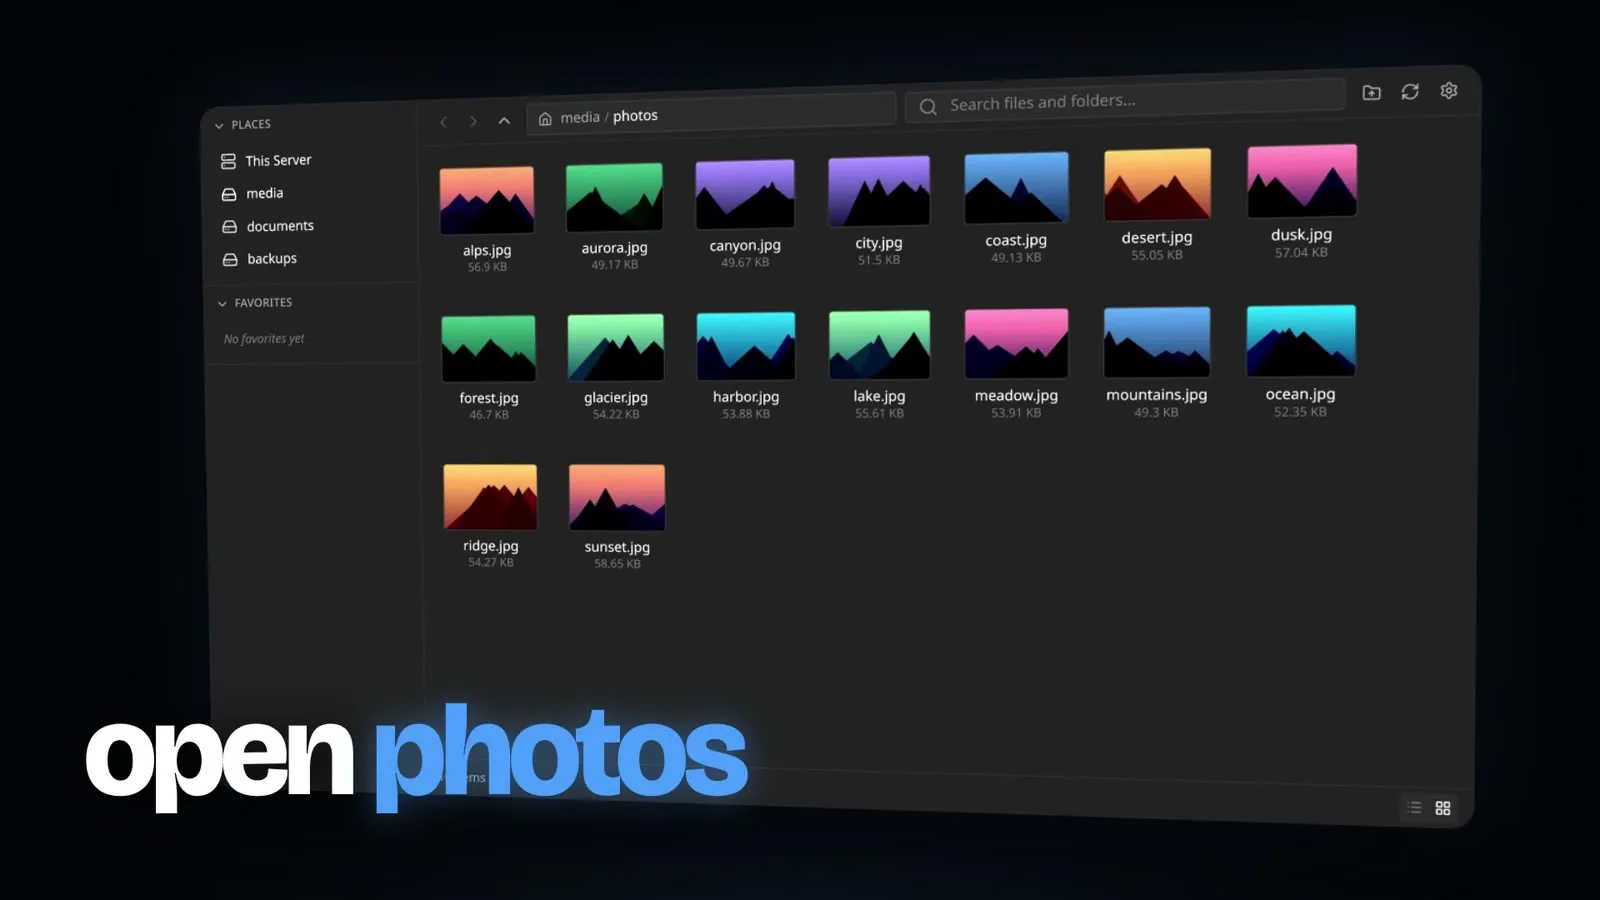 PLACES
This Server
media
documents
backups
FAVORITES
No favorites yet
media / photos
Search files and folders...
alps.jpg
56.9 KB
aurora.jpg
49.17 KB
canyon.jpg
49.67 KB
city.jpg
51.5 KB
coast.jpg
49.13 KB
desert.jpg
55.05 KB
dusk.jpg
57.04 KB
forest.jpg
46.7 KB
glacier.jpg
54.22 KB
harbor.jpg
53.88 KB
lake.jpg
55.61 KB
meadow.jpg
53.91 KB
mountains.jpg
49.3 KB
ocean.jpg
52.35 KB
ridge.jpg
54.27 KB
sunset.jpg
58.65 KB
open photos